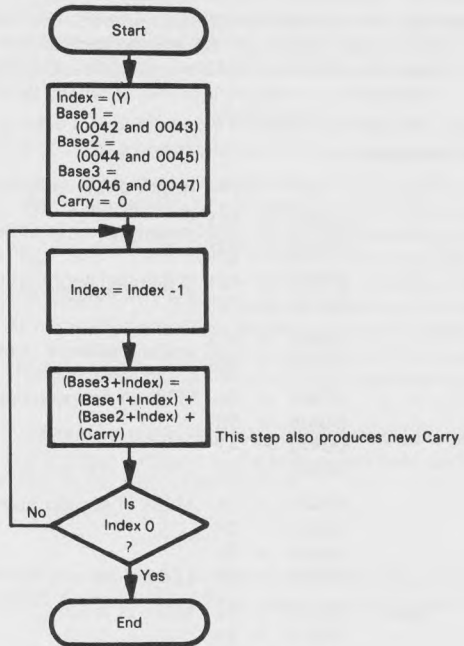 Start
Index = (Y)
Base1 =
(0042 and 0043)
Base2 =
(0044 and 0045)
Base3 =
(0046 and 0047)
Carry = 0
Index = Index -1
(Base3+Index) =
(Base1+Index) +
(Base2+Index) +
(Carry)
This step also produces new Carry
Is
Index 0
?
No
Yes
End